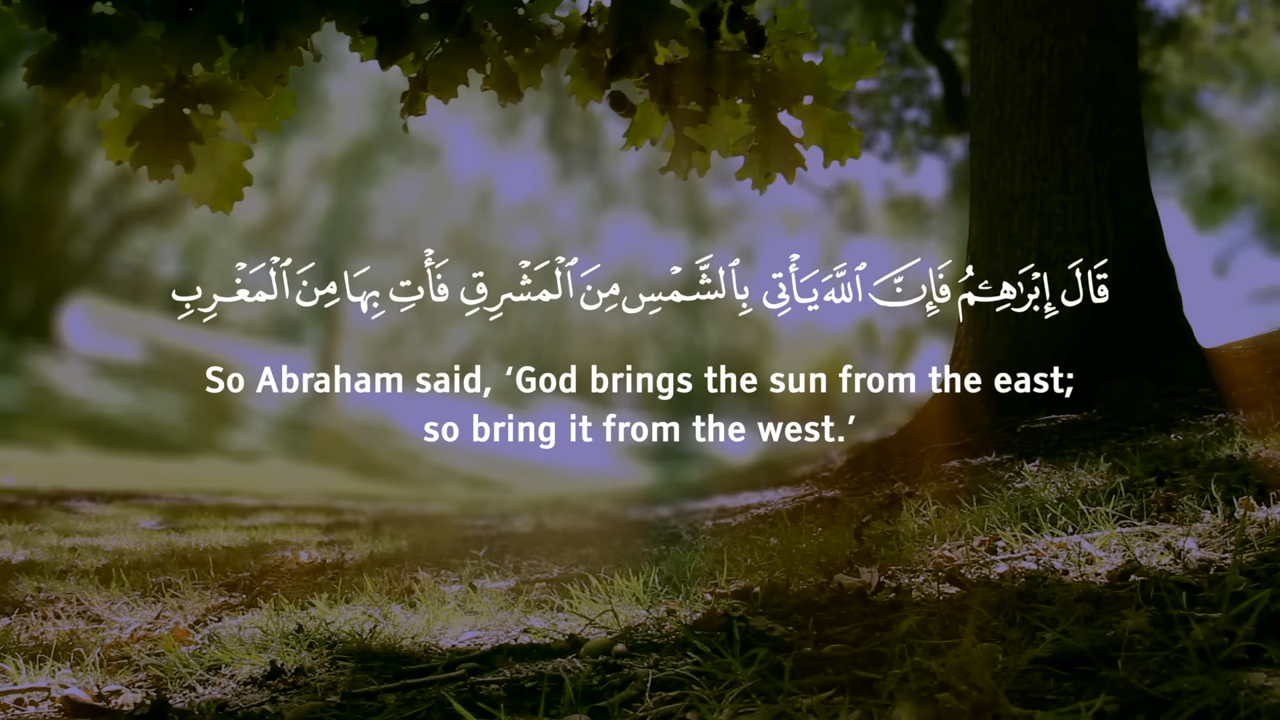 قَالَ إِبْرَٰهِـۧمُ فَإِنَّ ٱللَّهَ يَأْتِى بِٱلشَّمْسِ مِنَ ٱلْمَشْرِقِ فَأْتِ بِهَا مِنَ ٱلْمَغْرِبِ
So Abraham said, ‘God brings the sun from the east;
so bring it from the west.’